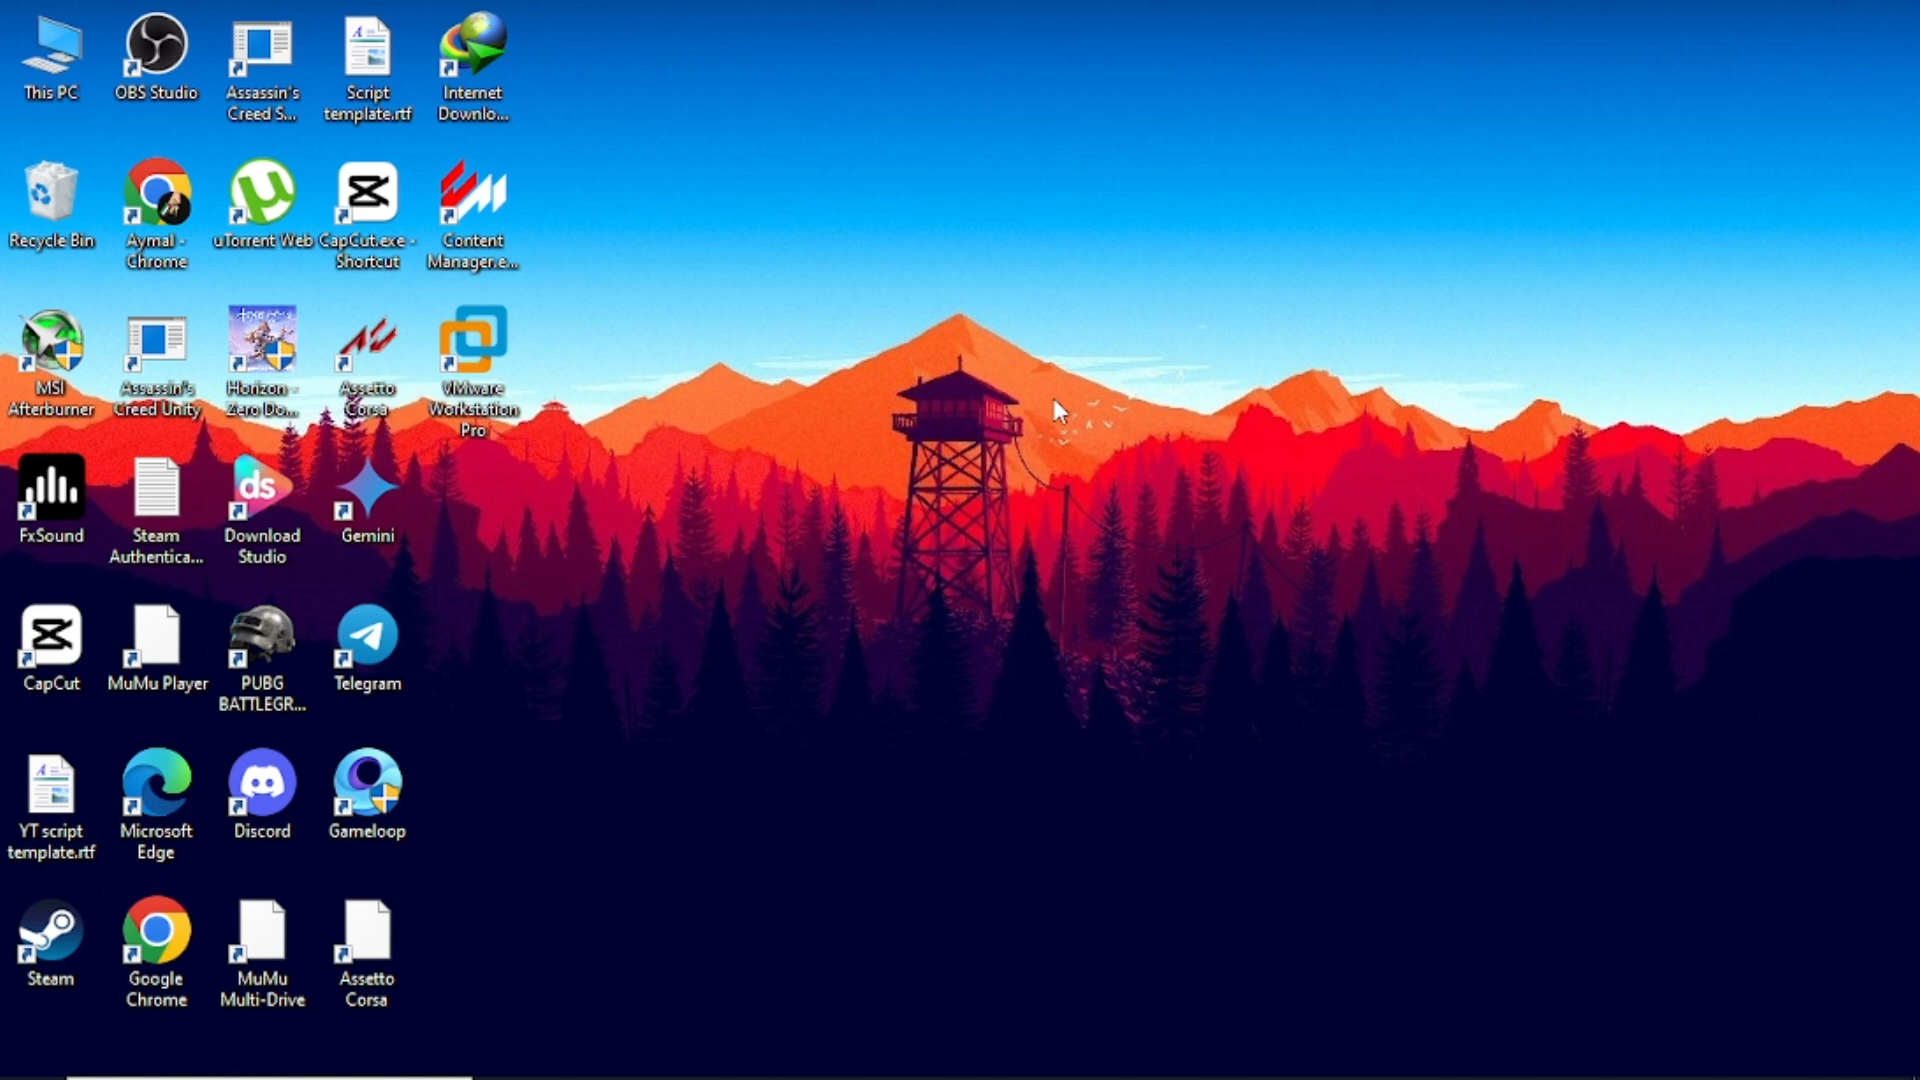 This PC
OBS Studio
Assassin's
Creed S...
Script
template.rtf
Internet
Downlo...
Recycle Bin
Aymal -
Chrome
uTorrent Web
CapCut.exe -
Shortcut
Content
Manager.e...
MSI
Afterburner
Assassin's
Creed Unity
Horizon -
Zero Do...
Assetto
Corsa
VMware
Workstation
Pro
FxSound
Steam
Authentica...
ds
Download
Studio
Gemini
CapCut
MuMu Player
PUBG
BATTLEGR...
Telegram
YT script
template.rtf
Microsoft
Edge
Discord
Gameloop
Steam
Google
Chrome
MuMu
Multi-Drive
Assetto
Corsa